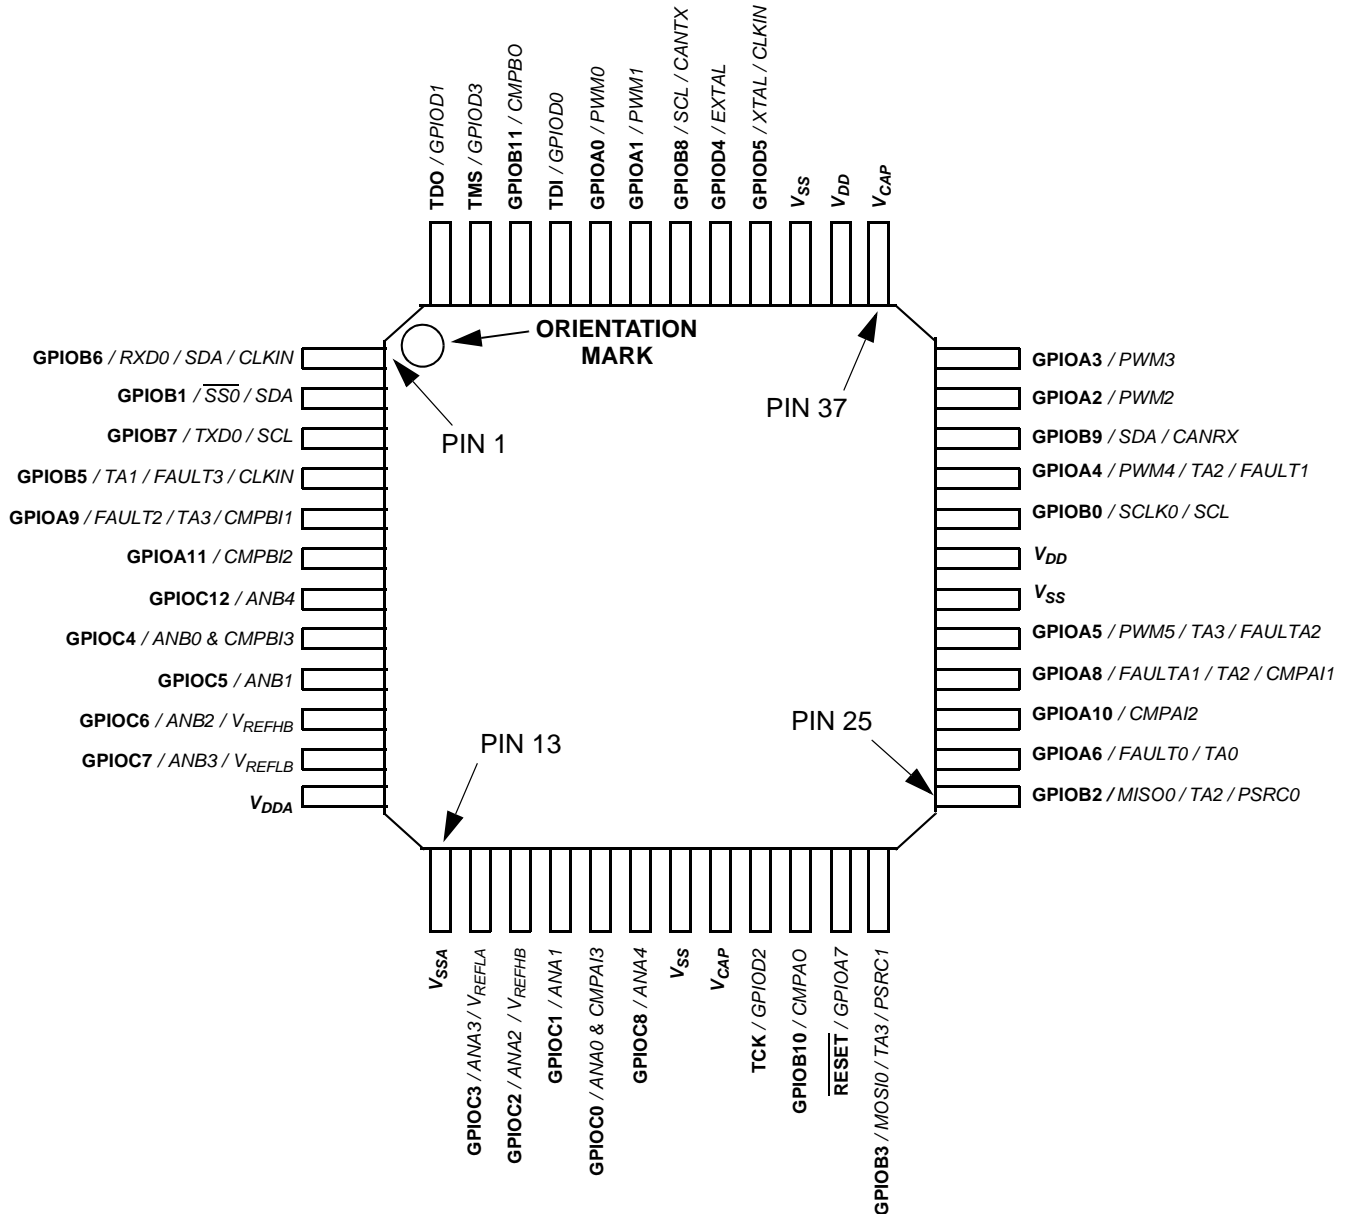 TDO / GPIOD1
TMS / GPIOD3
GPIOB11 / CMPBO
TDI / GPIOD0
GPIOA0 / PWM0
GPIOA1 / PWM1
GPIOB8 / SCL / CANTX
GPIOD4 / EXTAL
GPIOD5 / XTAL / CLKIN
VSS
VDD
VCAP
ORIENTATION
MARK
PIN 1
PIN 37
PIN 13
PIN 25
GPIOB6 / RXD0 / SDA / CLKIN
GPIOB1 / SS0 / SDA
GPIOB7 / TXD0 / SCL
GPIOB5 / TA1 / FAULT3 / CLKIN
GPIOA9 / FAULT2 / TA3 / CMPBI1
GPIOA11 / CMPBI2
GPIOC12 / ANB4
GPIOC4 / ANB0 & CMPBI3
GPIOC5 / ANB1
GPIOC6 / ANB2 / VREFHB
GPIOC7 / ANB3 / VREFLB
VDDA
GPIOA3 / PWM3
GPIOA2 / PWM2
GPIOB9 / SDA / CANRX
GPIOA4 / PWM4 / TA2 / FAULT1
GPIOB0 / SCLK0 / SCL
VDD
VSS
GPIOA5 / PWM5 / TA3 / FAULTA2
GPIOA8 / FAULTA1 / TA2 / CMPAI1
GPIOA10 / CMPAI2
GPIOA6 / FAULT0 / TA0
GPIOB2 / MISO0 / TA2 / PSRC0
VSSA
GPIOC3 / ANA3 / VREFLA
GPIOC2 / ANA2 / VREFHB
GPIOC1 / ANA1
GPIOC0 / ANA0 & CMPAI3
GPIOC8 / ANA4
VSS
VCAP
TCK / GPIOD2
GPIOB10 / CMPAO
RESET / GPIOA7
GPIOB3 / MOSI0 / TA3 / PSRC1